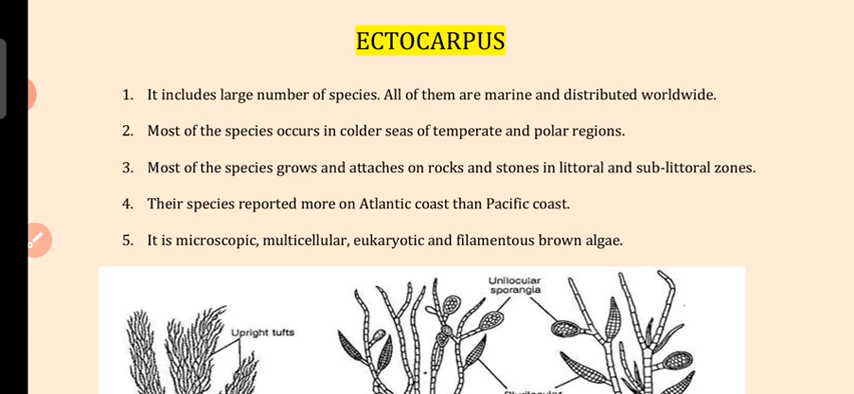 ECTOCARPUS
1. It includes large number of species. All of them are marine and distributed worldwide.
2. Most of the species occurs in colder seas of temperate and polar regions.
3. Most of the species grows and attaches on rocks and stones in littoral and sub-littoral zones.
4. Their species reported more on Atlantic coast than Pacific coast.
5. It is microscopic, multicellular, eukaryotic and filamentous brown algae.
Unilocular
sporangia
Upright tufts